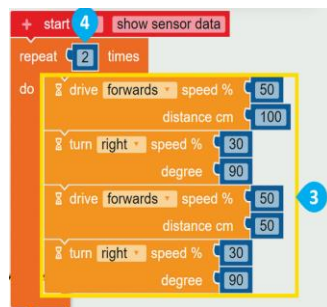 + start 4 show sensor data
repeat 2 times
do drive forwards speed % 50
distance cm 100
turn right speed % 30
degree 90
drive forwards speed % 50 3
distance cm 50
turn right speed % 30
degree 90